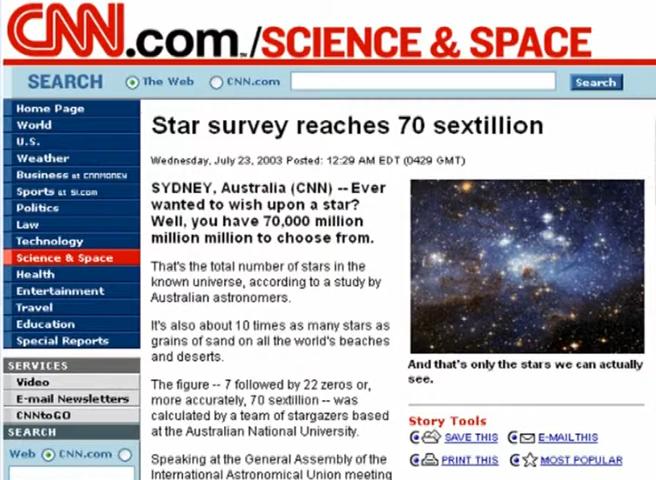 CNN.com./SCIENCE & SPACE
SEARCH The Web CNN.com Search
Home Page
World
U.S.
Weather
Business at CNNMONEY
Sports at SI.com
Politics
Law
Technology
Science & Space
Health
Entertainment
Travel
Education
Special Reports
SERVICES
Video
E-mail Newsletters
CNNtoGO
SEARCH
Web CNN.com
Star survey reaches 70 sextillion
Wednesday, July 23, 2003 Posted: 12:29 AM EDT (0429 GMT)
SYDNEY, Australia (CNN) -- Ever
wanted to wish upon a star?
Well, you have 70,000 million
million million to choose from.
That's the total number of stars in the
known universe, according to a study by
Australian astronomers.
It's also about 10 times as many stars as
grains of sand on all the world's beaches
and deserts.
The figure -- 7 followed by 22 zeros or,
more accurately, 70 sextillion -- was
calculated by a team of stargazers based
at the Australian National University.
Speaking at the General Assembly of the
International Astronomical Union meeting
And that's only the stars we can actually
see.
Story Tools
SAVE THIS E-MAIL THIS
PRINT THIS MOST POPULAR